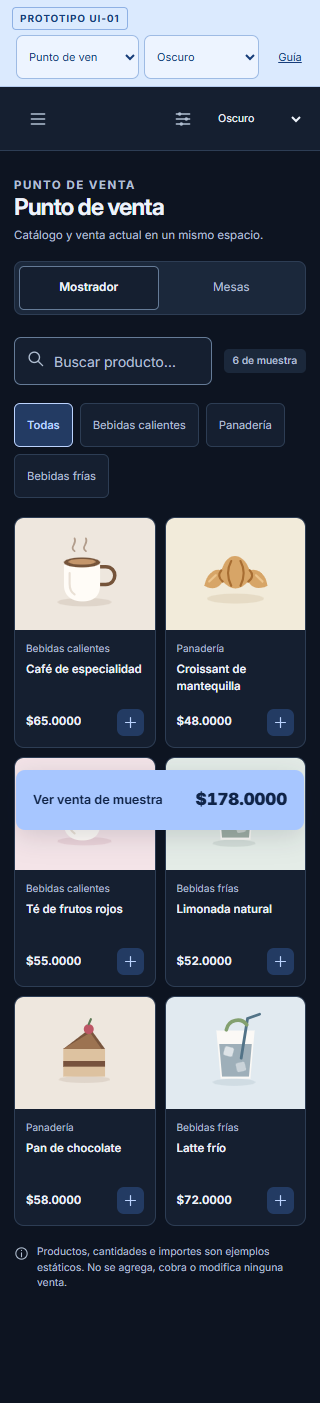 PROTOTIPO UI-01
Punto de ven
Oscuro
Guía
Oscuro
PUNTO DE VENTA
Punto de venta
Catálogo y venta actual en un mismo espacio.
Mostrador
Mesas
Buscar producto...
6 de muestra
Todas
Bebidas calientes
Panadería
Bebidas frías
Bebidas calientes
Café de especialidad
$65.0000
Panadería
Croissant de
mantequilla
$48.0000
Ver venta de muestra
$178.0000
Bebidas calientes
Té de frutos rojos
$55.0000
Bebidas frías
Limonada natural
$52.0000
Panadería
Pan de chocolate
$58.0000
Bebidas frías
Latte frío
$72.0000
Productos, cantidades e importes son ejemplos
estáticos. No se agrega, cobra o modifica ninguna
venta.